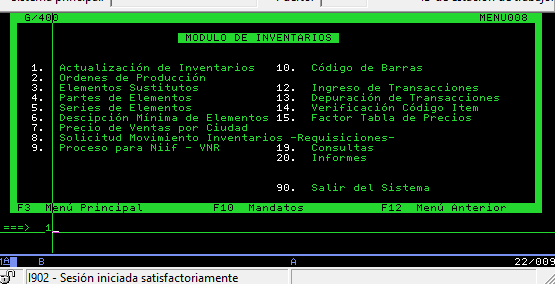 G/400 MENU008
MODULO DE INVENTARIOS
1. Actualización de Inventarios 10. Código de Barras
2. Ordenes de Producción
3. Elementos Sustitutos 12. Ingreso de Transacciones
4. Partes de Elementos 13. Depuración de Transacciones
5. Series de Elementos 14. Verificación Código Item
6. Descipción Mínima de Elementos 15. Factor Tabla de Precios
7. Precio de Ventas por Ciudad
8. Solicitud Movimiento Inventarios -Requisiciones-
9. Proceso para Niif - VNR 19. Consultas
20. Informes
90. Salir del Sistema
F3 Menú Principal F10 Mandatos F12 Menú Anterior
===> 1
B A 22/009
I902 - Sesión iniciada satisfactoriamente